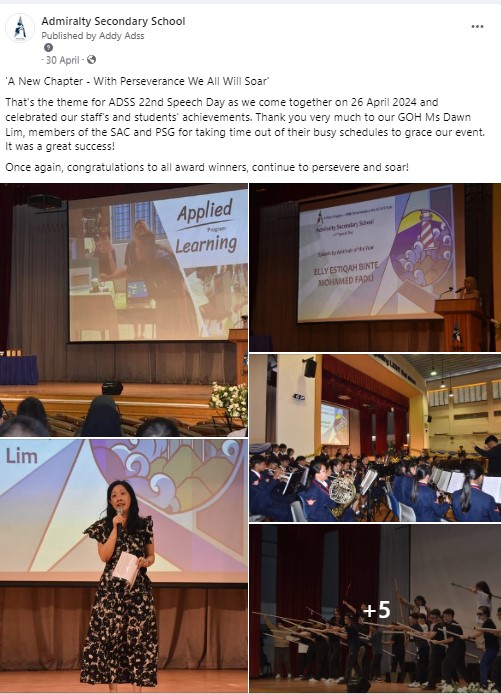 Admiralty Secondary School
Published by Addy Adss
· 30 April ·
'A New Chapter - With Perseverance We All Will Soar'
That's the theme for ADSS 22nd Speech Day as we come together on 26 April 2024 and
celebrated our staff's and students' achievements. Thank you very much to our GOH Ms Dawn
Lim, members of the SAC and PSG for taking time out of their busy schedules to grace our event.
It was a great success!
Once again, congratulations to all award winners, continue to persevere and soar!
Applied
Program
Learning
Admiralty Secondary School
ELLY ESTIQAH BINTE
MOHAMED FADLI
Lim
+5